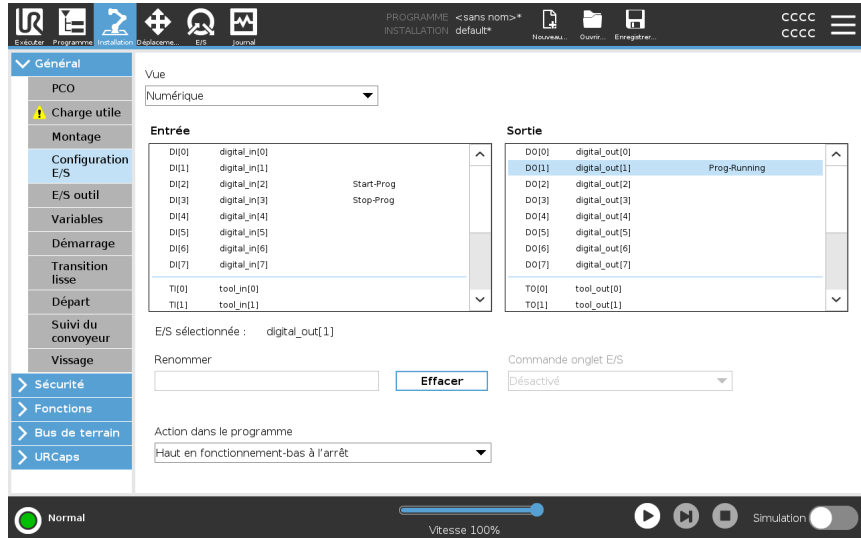 UR
PROGRAMME <sans nom>*
INSTALLATION default*
CCCC
CCCC
Exécuter Programme Installation Déplaceme... E/S Journal
Nouveau... Ouvrir... Enregistrer...
Général
PCO
Charge utile
Montage
Configuration
E/S
E/S outil
Variables
Démarrage
Transition
lisse
Départ
Suivi du
convoyeur
Vissage
Sécurité
Fonctions
Bus de terrain
URCaps
Vue
Numérique
Entrée
DI[0] digital_in[0]
DI[1] digital_in[1]
DI[2] digital_in[2] Start-Prog
DI[3] digital_in[3] Stop-Prog
DI[4] digital_in[4]
DI[5] digital_in[5]
DI[6] digital_in[6]
DI[7] digital_in[7]
TI[0] tool_in[0]
TI[1] tool_in[1]
Sortie
DO[0] digital_out[0]
DO[1] digital_out[1] Prog-Running
DO[2] digital_out[2]
DO[3] digital_out[3]
DO[4] digital_out[4]
DO[5] digital_out[5]
DO[6] digital_out[6]
DO[7] digital_out[7]
TO[0] tool_out[0]
TO[1] tool_out[1]
E/S sélectionnée : digital_out[1]
Renommer
Effacer
Commande onglet E/S
Désactivé
Action dans le programme
Haut en fonctionnement-bas à l'arrêt
Normal
Vitesse 100%
Simulation